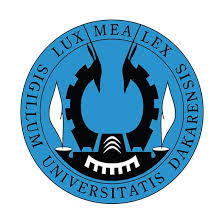 LUX MEA LEX
SIGILLUM UNIVERSITATIS DAKARENSIS